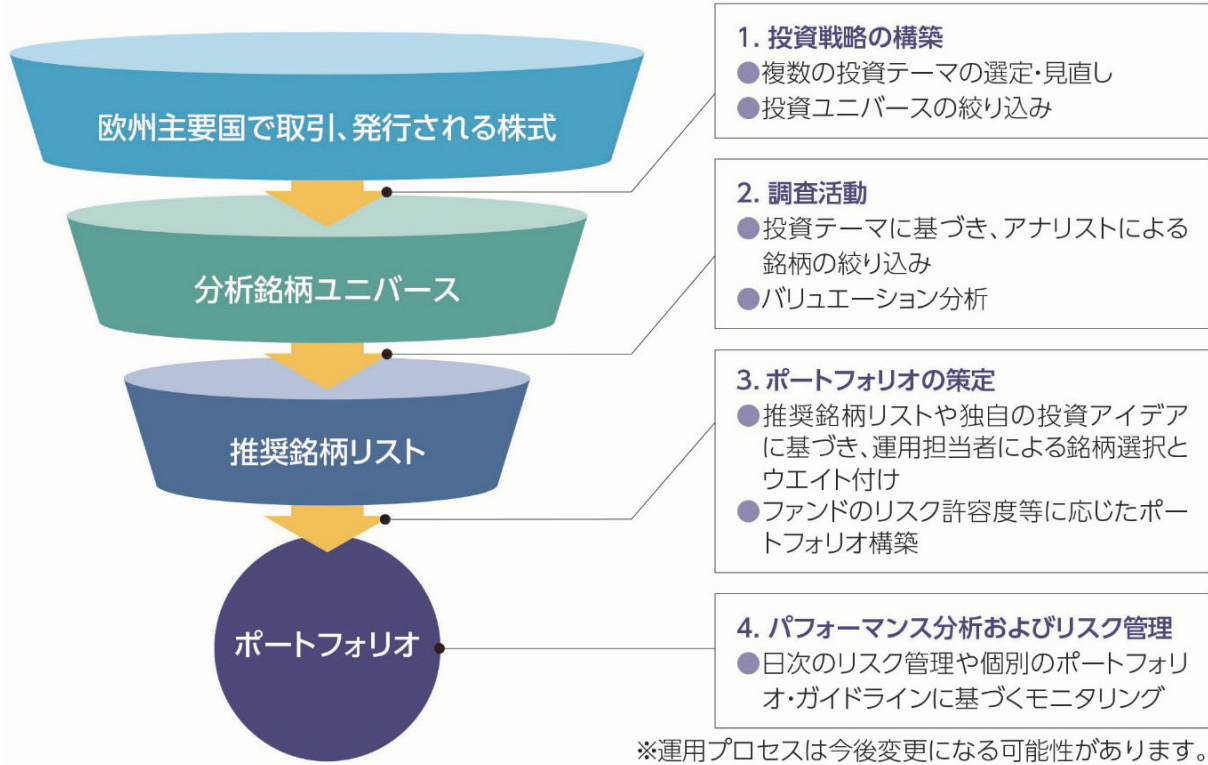 欧州主要国で取引、発行される株式
分析銘柄ユニバース
推奨銘柄リスト
ポートフォリオ
1. 投資戦略の構築
●複数の投資テーマの選定・見直し
●投資ユニバースの絞り込み
2. 調査活動
●投資テーマに基づき、アナリストによる
銘柄の絞り込み
●バリュエーション分析
3. ポートフォリオの策定
●推奨銘柄リストや独自の投資アイデア
に基づき、運用担当者による銘柄選択と
ウエイト付け
●ファンドのリスク許容度等に応じたポー
トフォリオ構築
4. パフォーマンス分析およびリスク管理
●日次のリスク管理や個別のポートフォリ
オ・ガイドラインに基づくモニタリング
※運用プロセスは今後変更になる可能性があります。